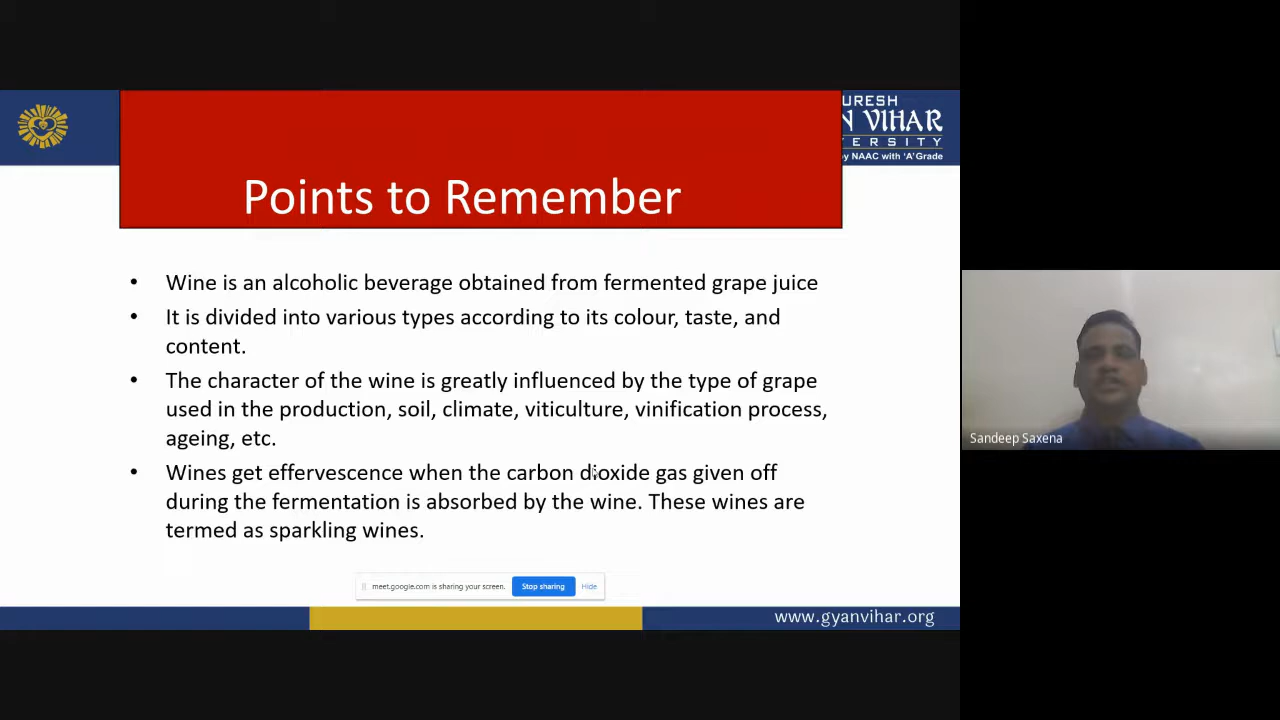 URESH
N VIHAR
VERSITY
by NAAC with 'A' Grade
Points to Remember
• Wine is an alcoholic beverage obtained from fermented grape juice
• It is divided into various types according to its colour, taste, and
content.
• The character of the wine is greatly influenced by the type of grape
used in the production, soil, climate, viticulture, vinification process,
ageing, etc.
• Wines get effervescence when the carbon dioxide gas given off
during the fermentation is absorbed by the wine. These wines are
termed as sparkling wines.
Sandeep Saxena
meet.google.com is sharing your screen. Stop sharing Hide
www.gyanvihar.org